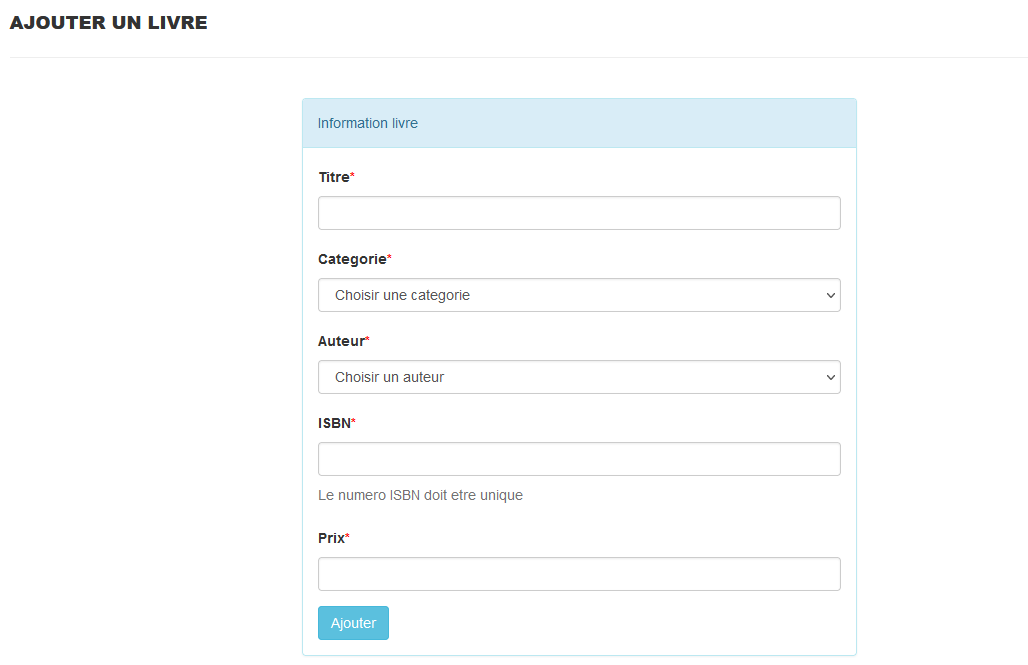 AJOUTER UN LIVRE
Information livre
Titre*
Categorie*
Choisir une categorie
Auteur*
Choisir un auteur
ISBN*
Le numero ISBN doit etre unique
Prix*
Ajouter